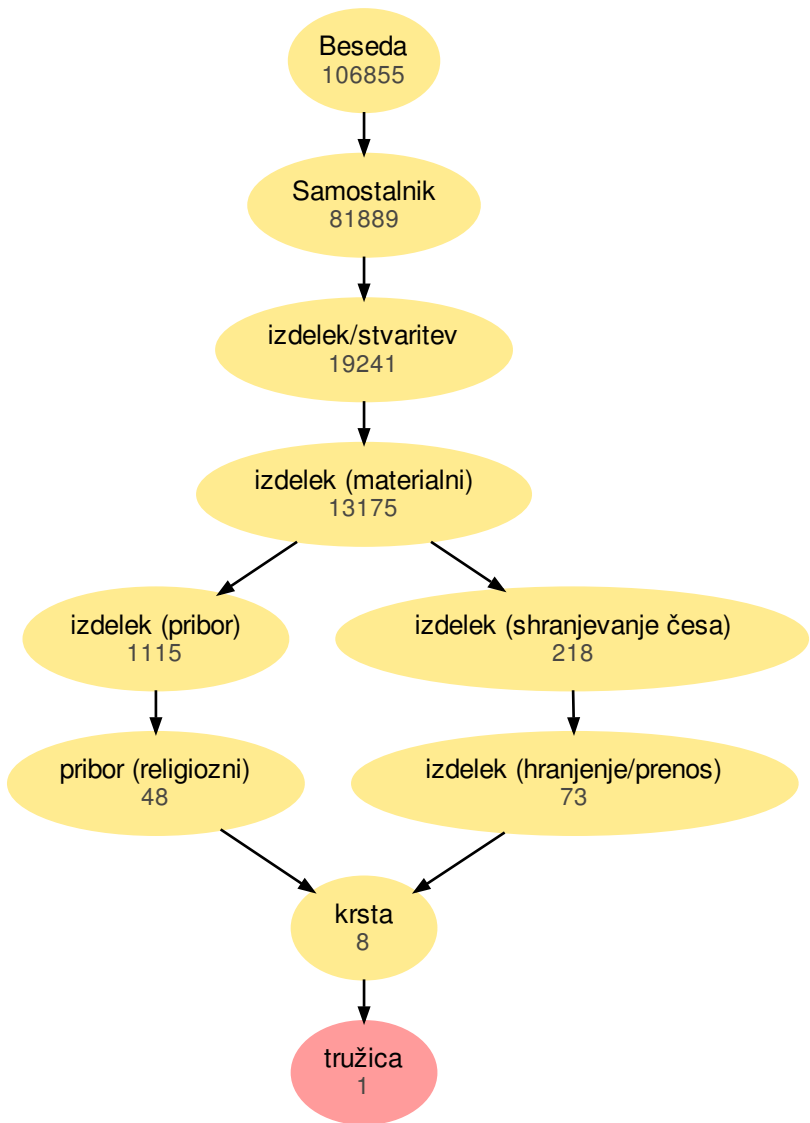 Beseda
106855
Samostalnik
81889
izdelek/stvaritev
19241
izdelek (materialni)
13175
izdelek (pribor)
1115
izdelek (shranjevanje česa)
218
pribor (religiozni)
48
izdelek (hranjenje/prenos)
73
krsta
8
tružica
1